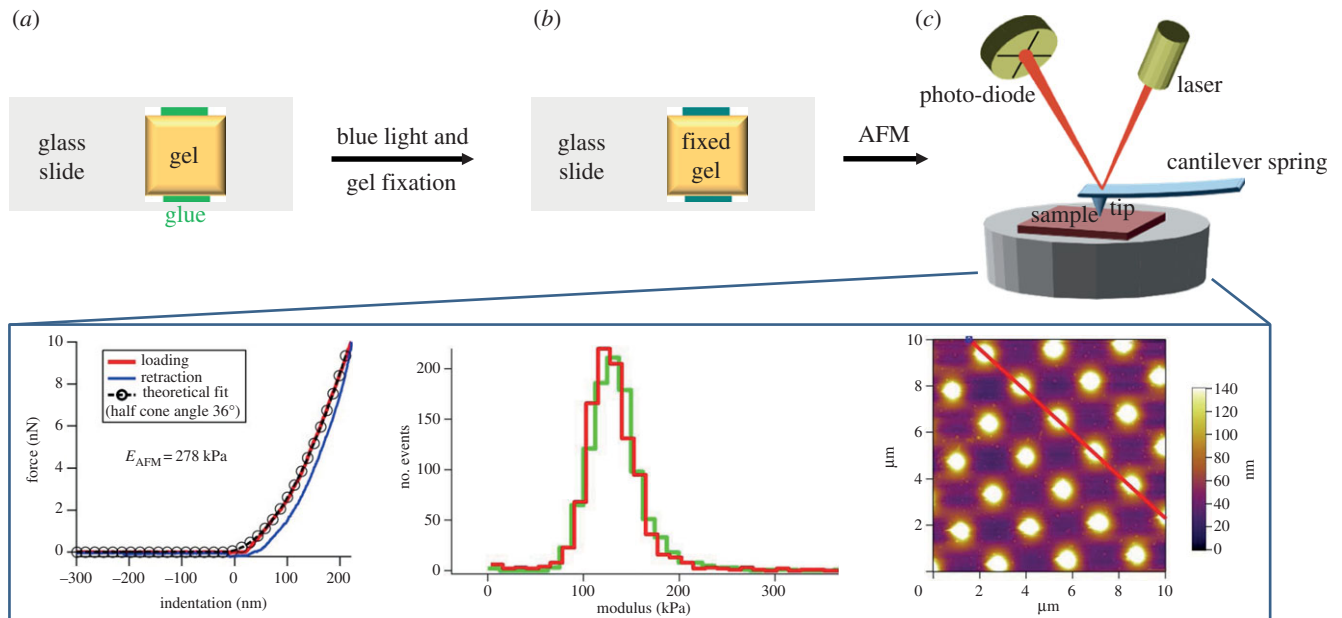 (a)
(b)
(c)
glass
slide
gel
glue
blue light and
gel fixation
glass
slide
fixed
gel
AFM
photo-diode
laser
cantilever spring
sample
tip
10
8
6
4
2
0
force (nN)
loading
retraction
theoretical fit
(half cone angle 36°)
E_AFM = 278 kPa
−300 −200 −100 0 100 200
indentation (nm)
200
150
100
50
0
no. events
0 100 200 300
modulus (kPa)
10
8
6
4
2
μm
0 2 4 6 8 10
μm
140
120
100
80
60
40
20
0
nm